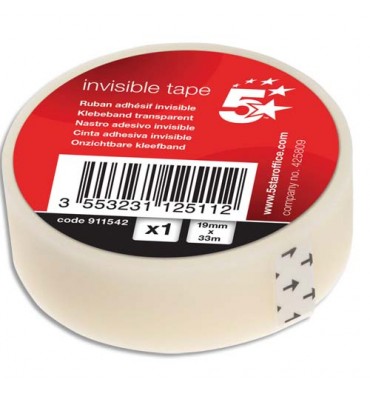 invisible tape
5
Ruban adhésif invisible
Klebeband transparent
Nastro adesivo invisible
Cinta adhesiva invisible
Onzichtbare kleefband
www.5staroffice.com
company no. 425809
3 553231 125112
code 911542
x1
19mm
x
33m